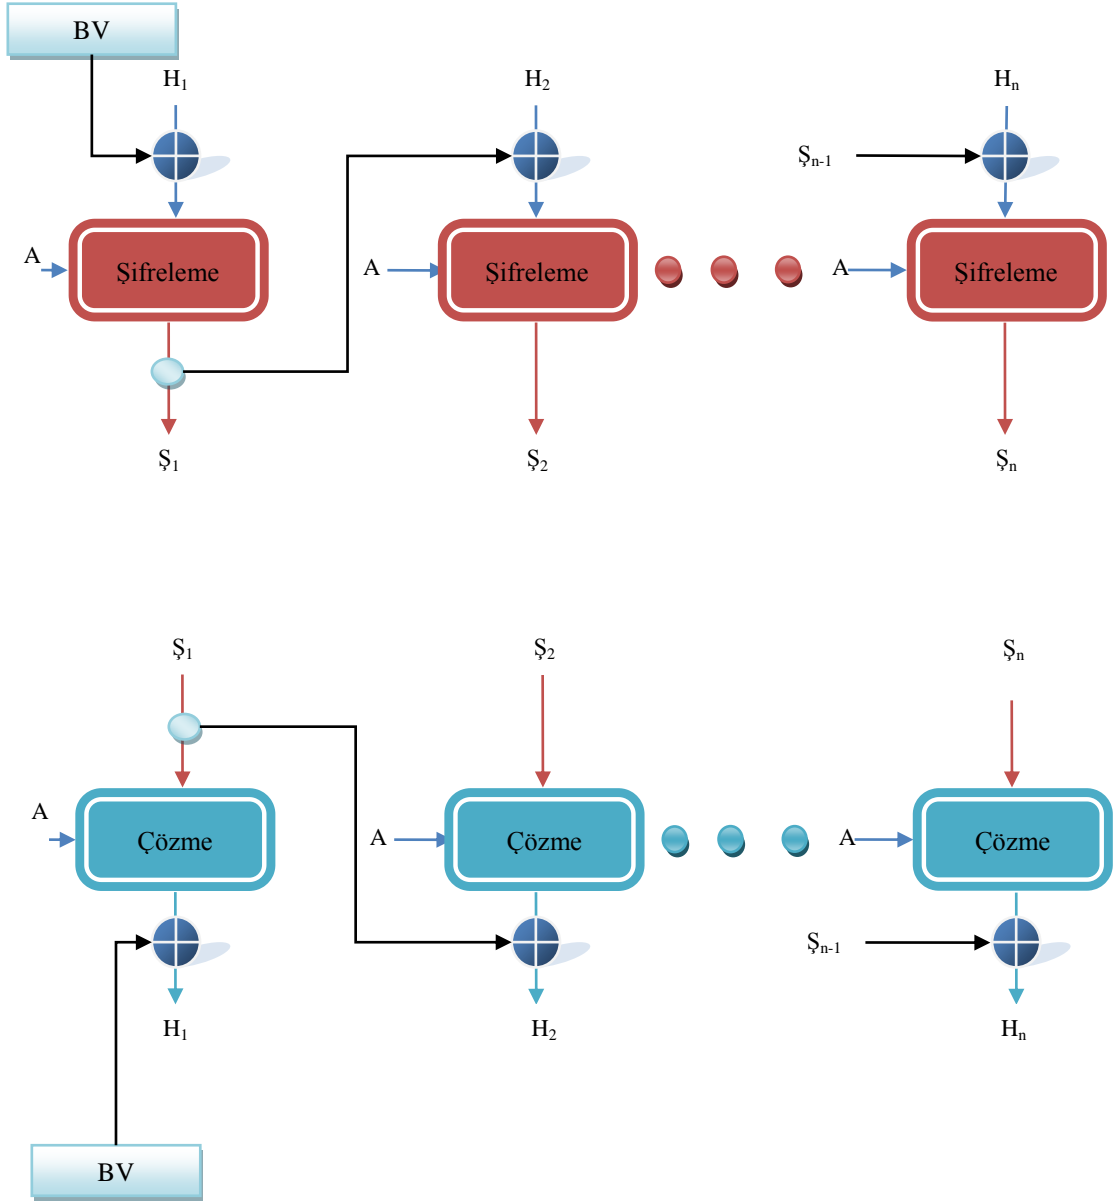 BV
H₁ H₂ Hₙ
Şₙ₋₁
A Şifreleme A Şifreleme A Şifreleme
Ş₁ Ş₂ Şₙ
Ş₁ Ş₂ Şₙ
A Çözme A Çözme A Çözme
Şₙ₋₁
H₁ H₂ Hₙ
BV